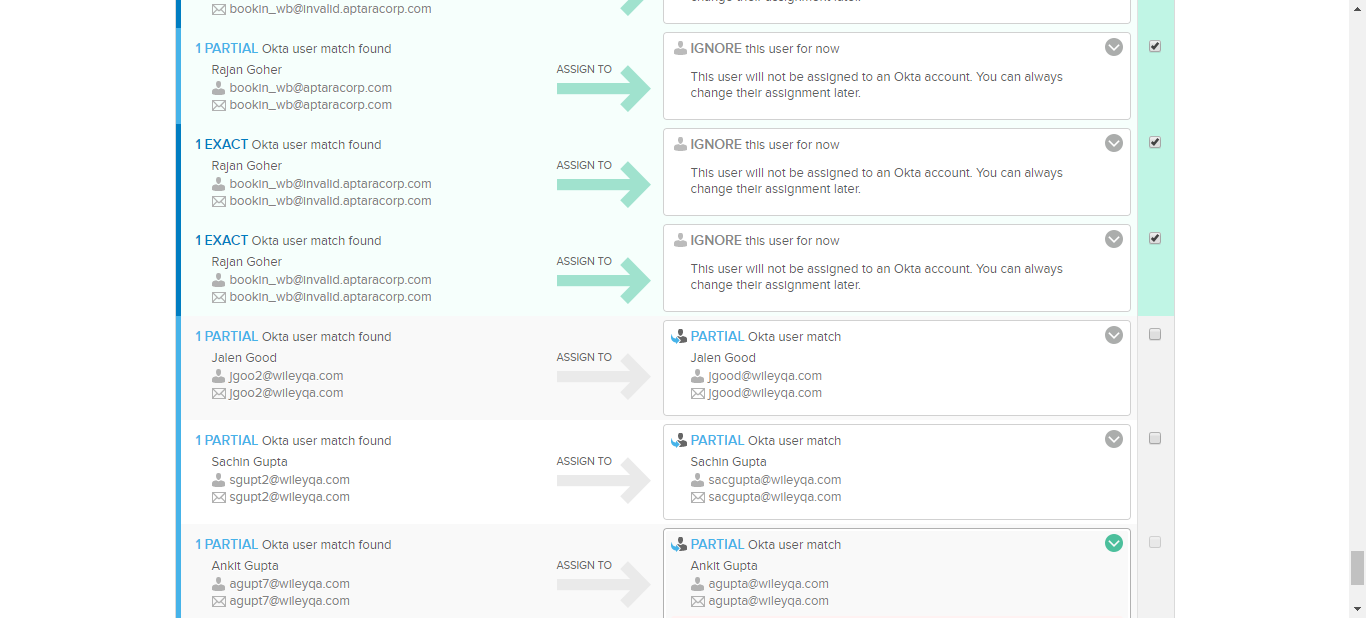 bookin_wb@invalid.aptaracorp.com
change their assignment later.
1 PARTIAL Okta user match found
Rajan Goher
bookin_wb@aptaracorp.com
bookin_wb@aptaracorp.com
ASSIGN TO
IGNORE this user for now
This user will not be assigned to an Okta account. You can always
change their assignment later.
1 EXACT Okta user match found
Rajan Goher
bookin_wb@invalid.aptaracorp.com
bookin_wb@invalid.aptaracorp.com
ASSIGN TO
IGNORE this user for now
This user will not be assigned to an Okta account. You can always
change their assignment later.
1 EXACT Okta user match found
Rajan Goher
bookin_wb@invalid.aptaracorp.com
bookin_wb@invalid.aptaracorp.com
ASSIGN TO
IGNORE this user for now
This user will not be assigned to an Okta account. You can always
change their assignment later.
1 PARTIAL Okta user match found
Jalen Good
jgoo2@wileyqa.com
jgoo2@wileyqa.com
ASSIGN TO
PARTIAL Okta user match
Jalen Good
jgood@wileyqa.com
jgood@wileyqa.com
1 PARTIAL Okta user match found
Sachin Gupta
sgupt2@wileyqa.com
sgupt2@wileyqa.com
ASSIGN TO
PARTIAL Okta user match
Sachin Gupta
sacgupta@wileyqa.com
sacgupta@wileyqa.com
1 PARTIAL Okta user match found
Ankit Gupta
agupt7@wileyqa.com
agupt7@wileyqa.com
ASSIGN TO
PARTIAL Okta user match
Ankit Gupta
agupta@wileyqa.com
agupta@wileyqa.com